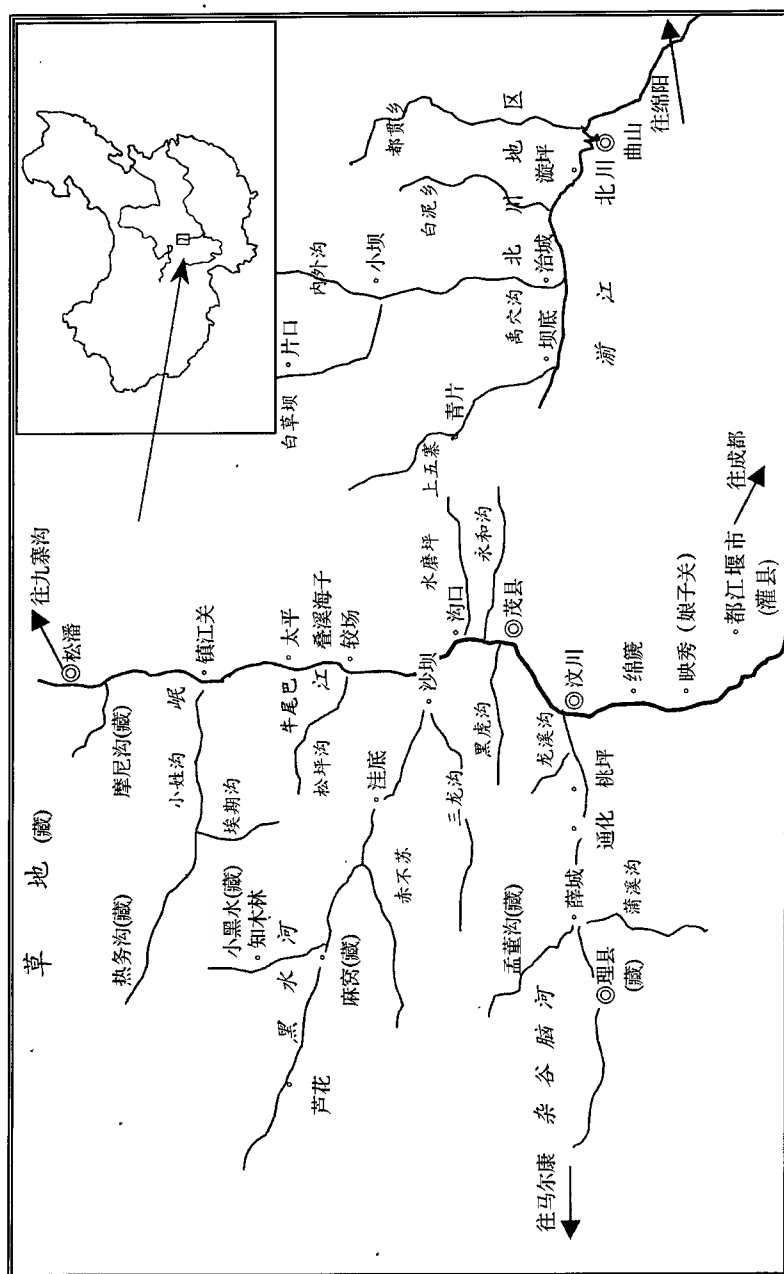 往九寨沟
松潘
草地(藏)
摩尼沟(藏)
镇江关
岷江
小姓沟
热务沟(藏)
埃期沟
太平
叠溪海子
牛尾巴
较场
松坪沟
小黑水(藏)
知木林
黑水河
芦花
麻窝(藏)
洼底
沙坝
赤不苏
三龙沟
水磨坪
沟口
永和沟
茂县
黑虎沟
龙溪沟
汶川
桃坪
通化
薛城
孟董沟(藏)
蒲溪沟
理县
(藏)
杂谷脑河
往马尔康
绵篪
映秀(娘子关)
都江堰市
(灌县)
往成都
白草坝
片口
内外沟
小坝
上五寨
青片
禹穴沟
坝底
治城
北川地区
白泥乡
都贯乡
漩坪
湔江
北川
曲山
往绵阳